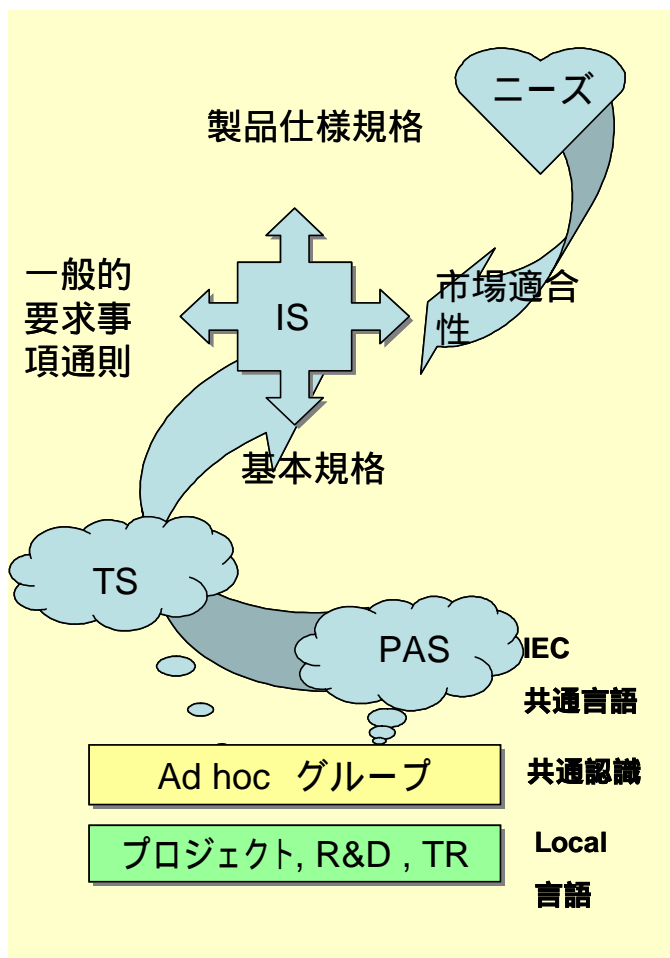 ニーズ
製品仕様規格
一般的
要求事
項通則
IS
市場適合
性
基本規格
TS
PAS
IEC
共通言語
Ad hoc グループ
共通認識
プロジェクト, R&D , TR
Local
言語